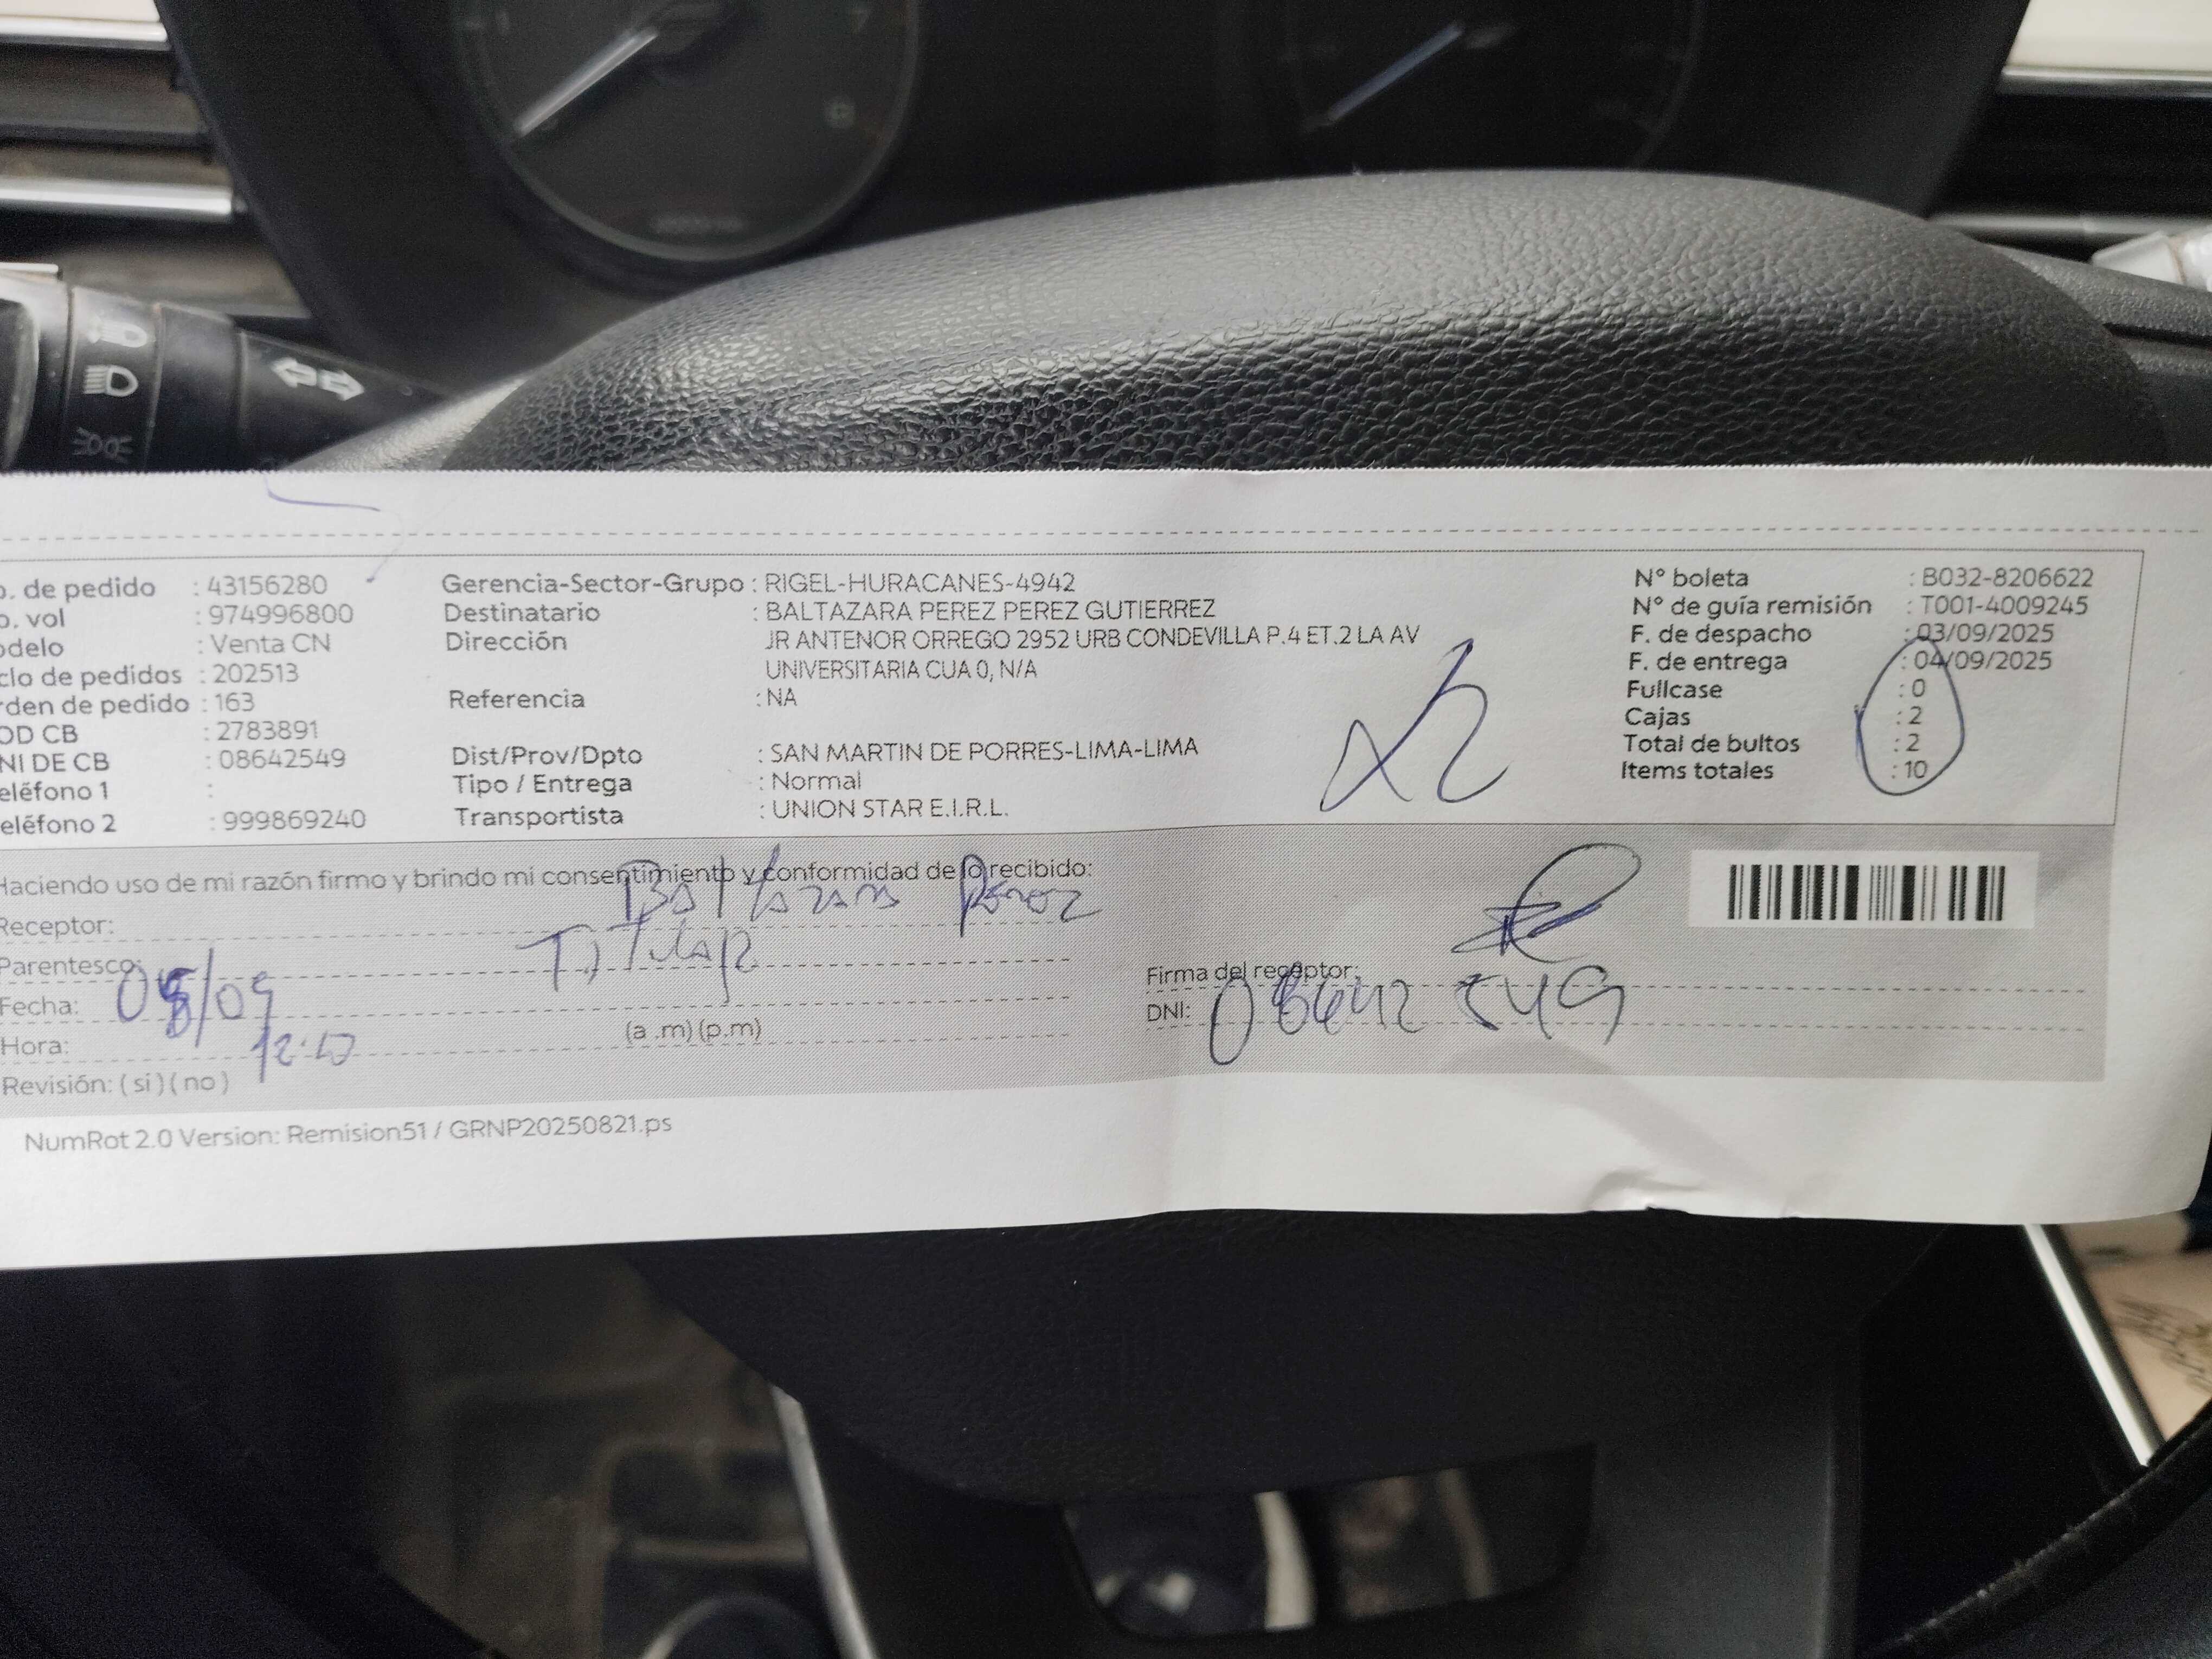 o. de pedido : 43156280
o. vol : 974996800
odelo : Venta CN
clo de pedidos : 202513
rden de pedido : 163
OD CB : 2783891
NI DE CB : 08642549
eléfono 1 :
eléfono 2 : 999869240
Gerencia-Sector-Grupo : RIGEL-HURACANES-4942
Destinatario : BALTAZARA PEREZ PEREZ GUTIERREZ
Dirección JR ANTENOR ORREGO 2952 URB CONDEVILLA P.4 ET.2 LA AV
UNIVERSITARIA CUA 0, N/A
Referencia : NA
Dist/Prov/Dpto : SAN MARTIN DE PORRES-LIMA-LIMA
Tipo / Entrega : Normal
Transportista : UNION STAR E.I.R.L.
N° boleta : B032-8206622
N° de guía remisión : T001-4009245
F. de despacho : 03/09/2025
F. de entrega : 04/09/2025
Fullcase : 0
Cajas : 2
Total de bultos : 2
Items totales : 10
Haciendo uso de mi razón firmo y brindo mi consentimiento y conformidad de lo recibido:
Receptor: Baltazara Perez
Parentesco: Titular
Fecha: /09
Hora: (a .m) (p.m)
Revisión: ( si ) ( no )
Firma del receptor:
DNI: 08642549
NumRot 2.0 Version: Remision51 / GRNP20250821.ps